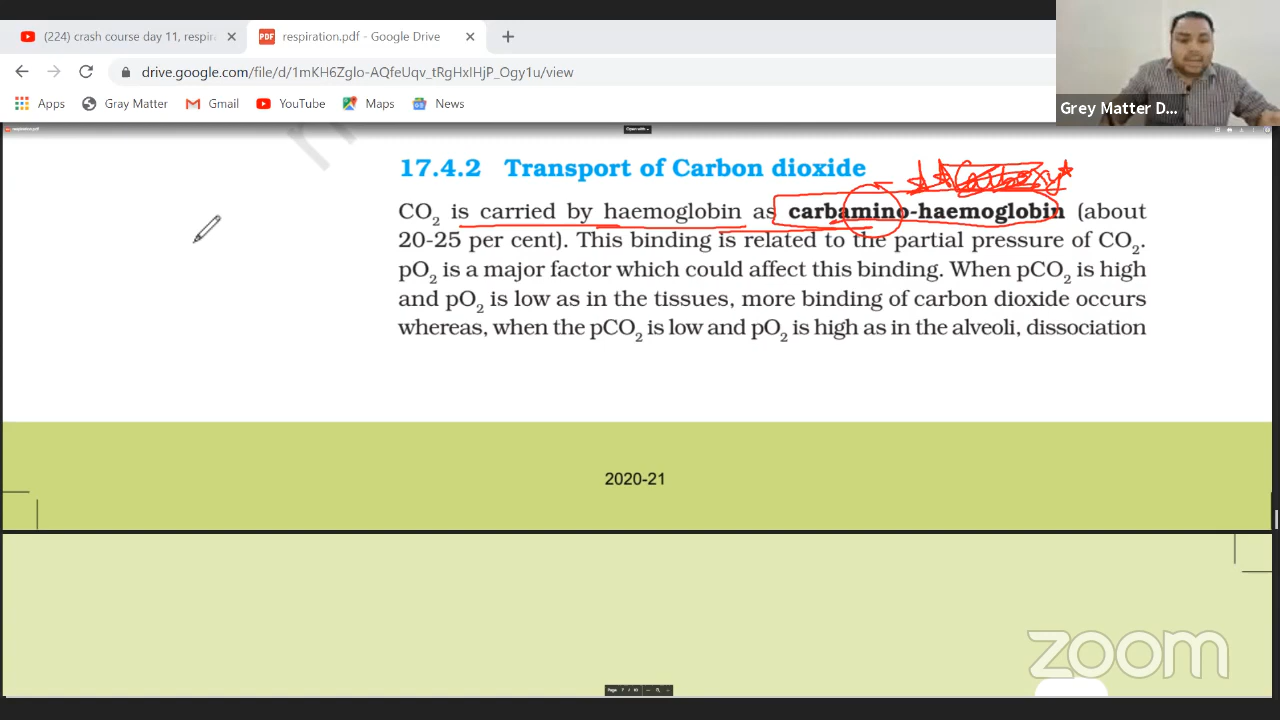 (224) crash course day 11, respir
respiration.pdf - Google Drive
drive.google.com/file/d/1mKH6Zglo-AQfeUqv_tRgHxIHjP_Ogy1u/view
Apps
Gray Matter
Gmail
YouTube
Maps
News
Grey Matter D...
respiration.pdf
Open with
17.4.2 Transport of Carbon dioxide
CO2 is carried by haemoglobin as carbamino-haemoglobin (about
20-25 per cent). This binding is related to the partial pressure of CO2.
pO2 is a major factor which could affect this binding. When pCO2 is high
and pO2 is low as in the tissues, more binding of carbon dioxide occurs
whereas, when the pCO2 is low and pO2 is high as in the alveoli, dissociation
2020-21
zoom
Page